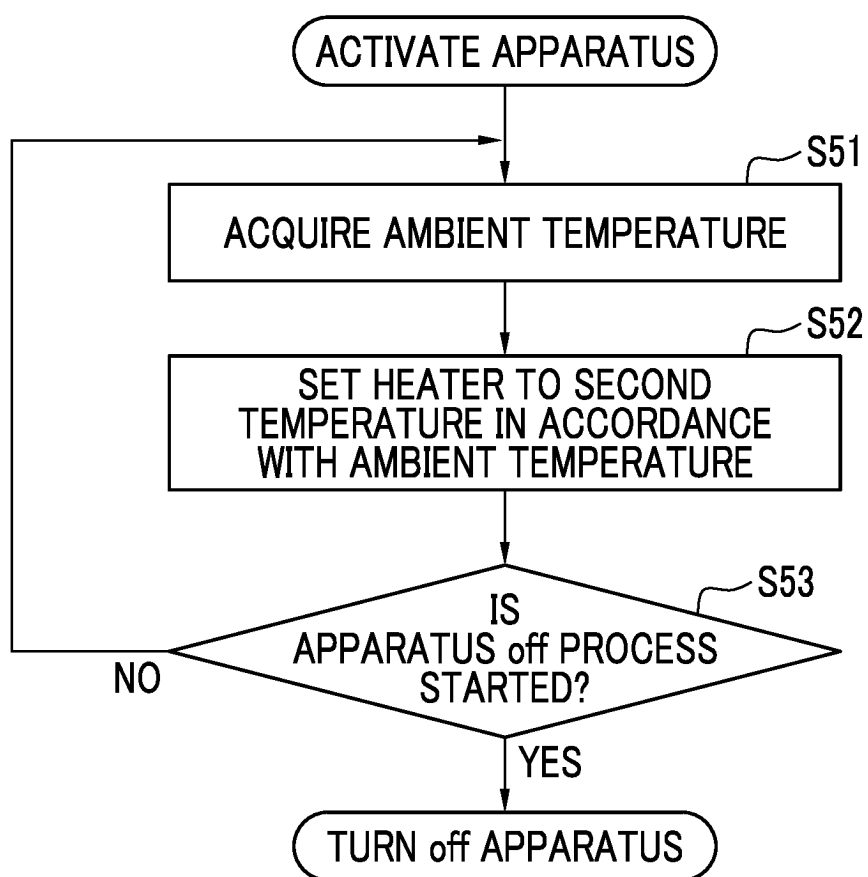 ACTIVATE APPARATUS
S51
ACQUIRE AMBIENT TEMPERATURE
S52
SET HEATER TO SECOND
TEMPERATURE IN ACCORDANCE
WITH AMBIENT TEMPERATURE
S53
IS
APPARATUS off PROCESS
STARTED?
NO
YES
TURN off APPARATUS